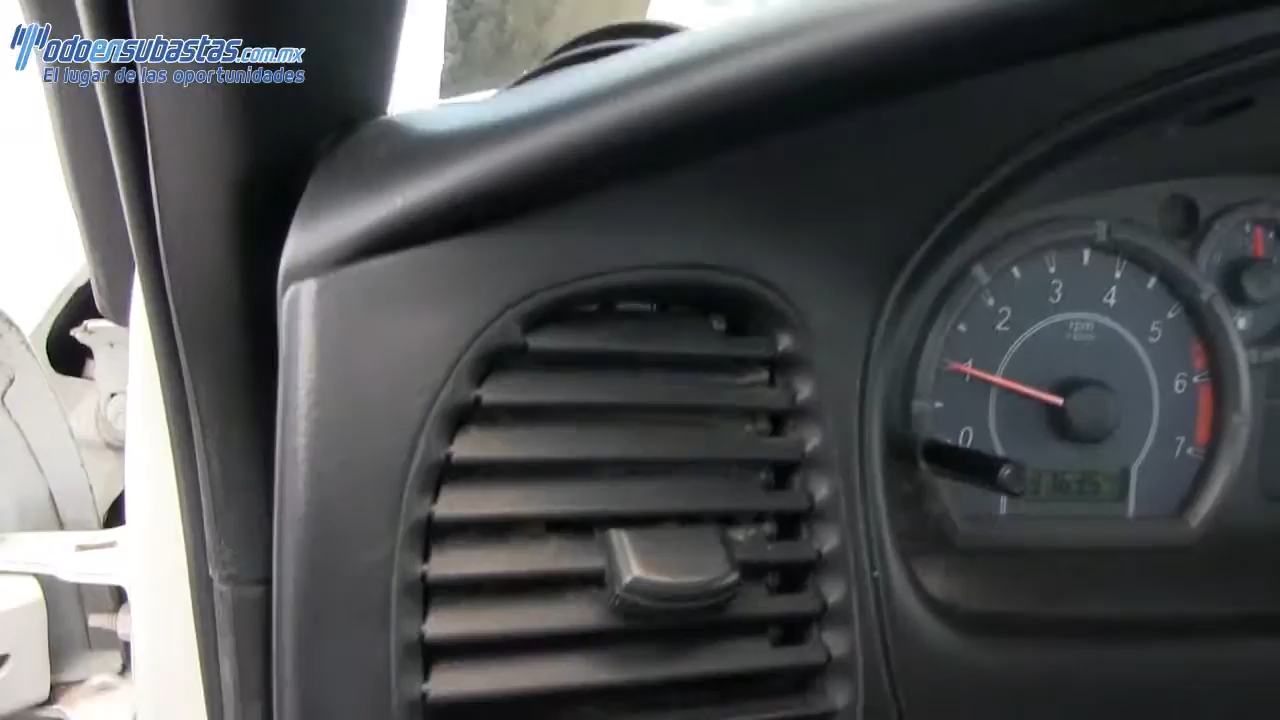 Todoensubastas.com.mx
El lugar de las oportunidades
0
1
2
3
4
5
6
7
rpm